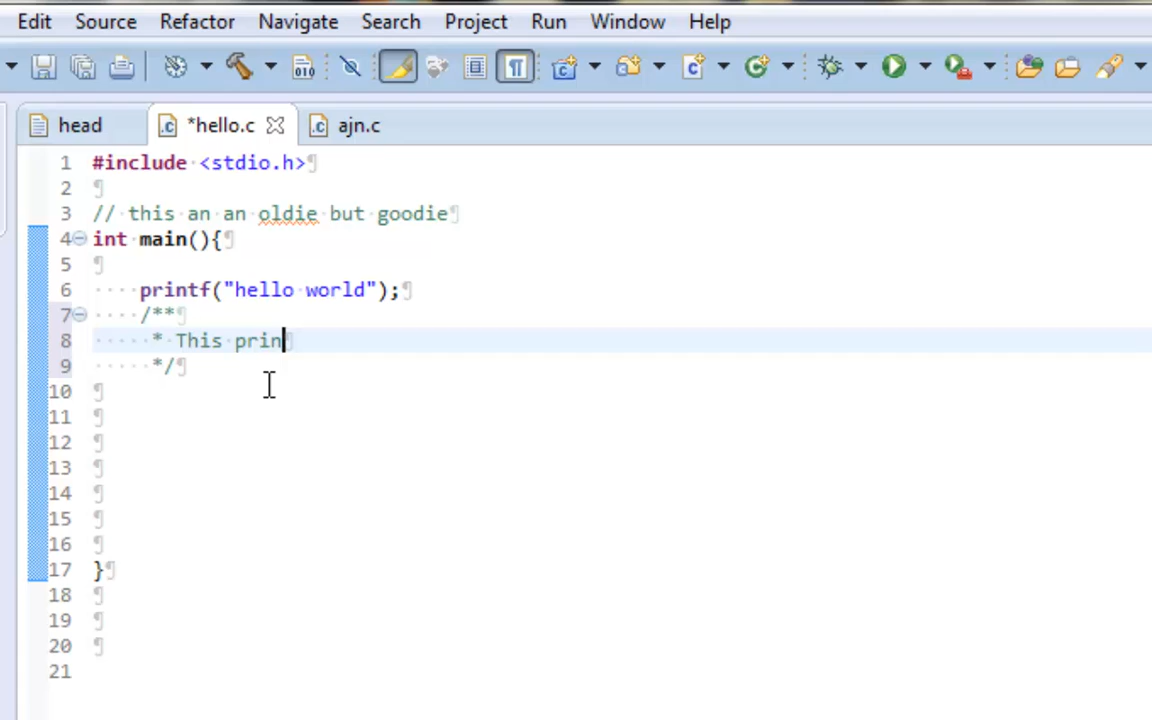 Edit Source Refactor Navigate Search Project Run Window Help
010
head *hello.c ajn.c
1 #include <stdio.h>¶
2 ¶
3 // this an an oldie but goodie¶
4 int main(){¶
5 ¶
6 ····printf("hello world");¶
7 ····/**¶
8 ·····* This prin¶
9 ·····*/¶
10 ¶
11 ¶
12 ¶
13 ¶
14 ¶
15 ¶
16 ¶
17 }¶
18 ¶
19 ¶
20 ¶
21